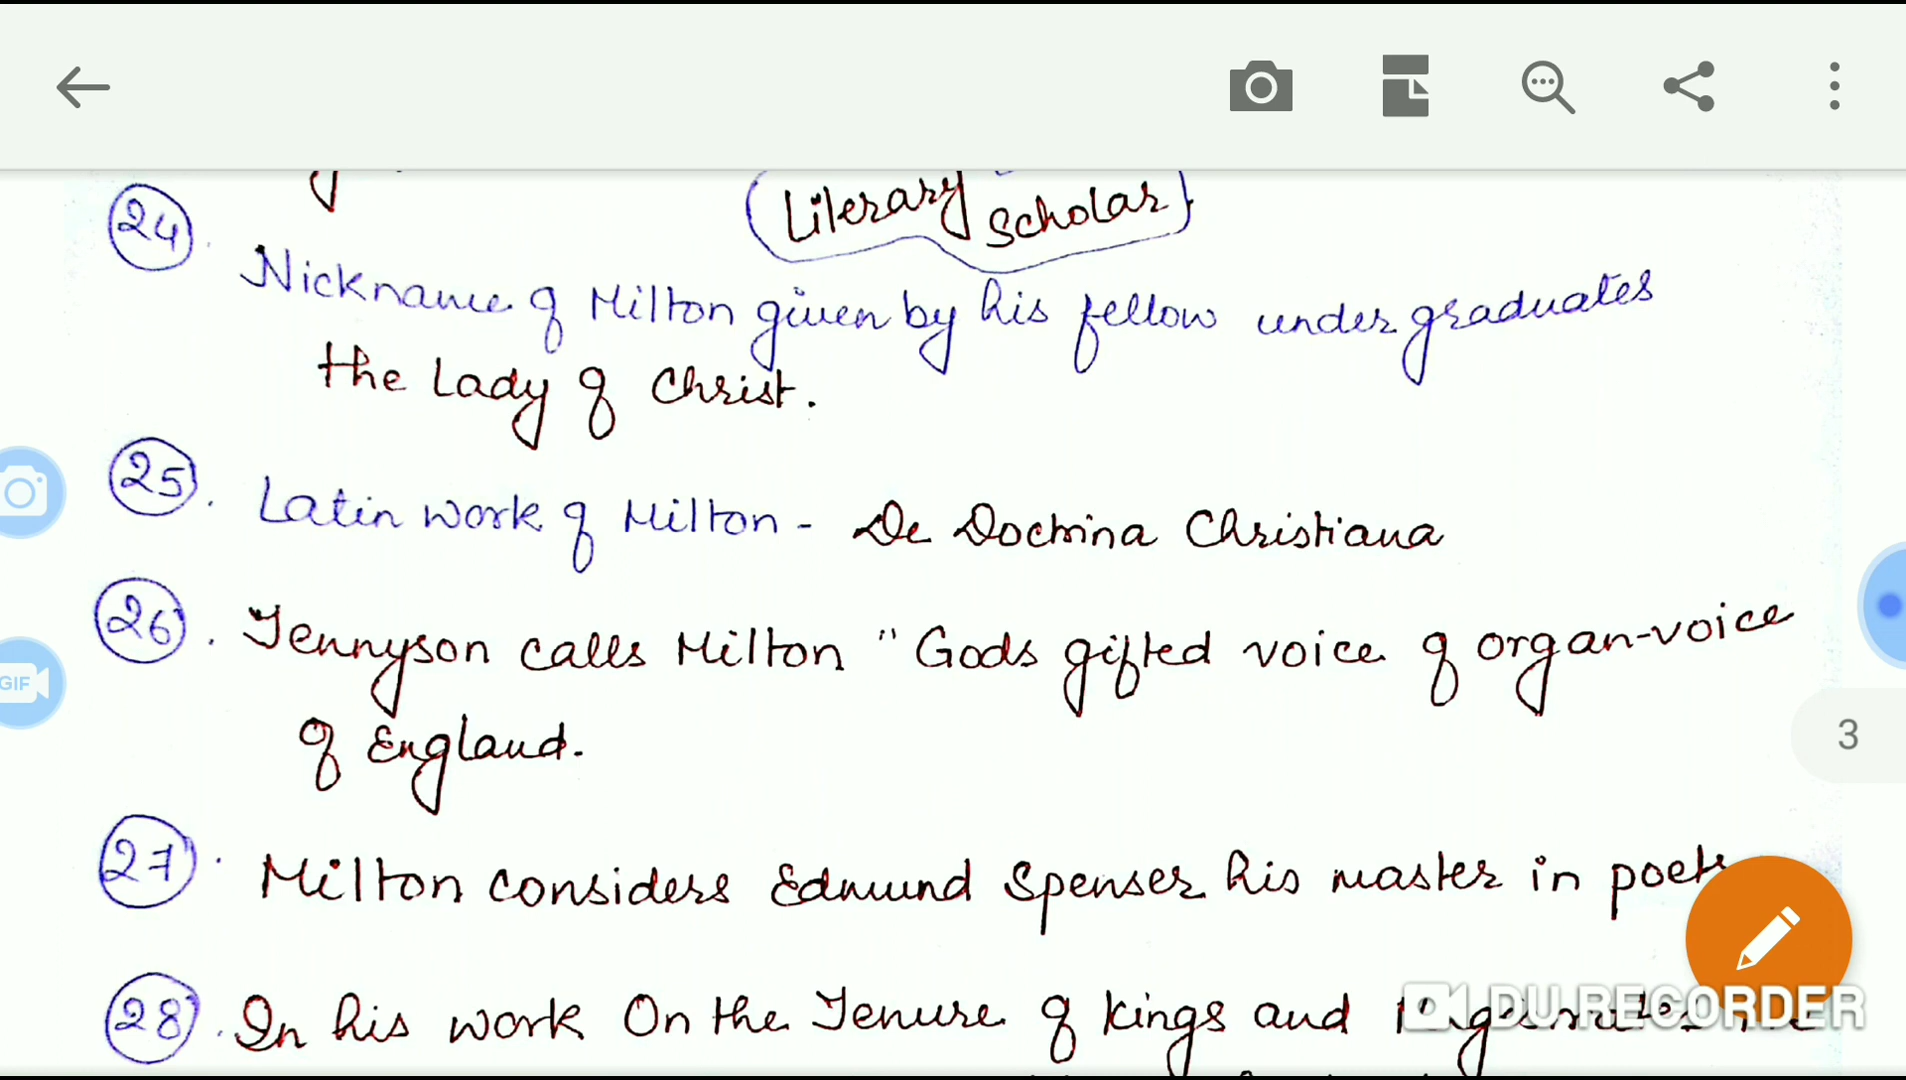 Literary Scholar
24
Nickname of Milton given by his fellow undergraduates
the Lady of Christ.
25. Latin work of Milton - De Doctrina Christiana
26. Tennyson calls Milton "Gods gifted voice of organ-voice
of England.
27. Milton considers Edmund Spenser his master in
28. In his work On the Tenure of kings and
GIF
3
DU RECORDER